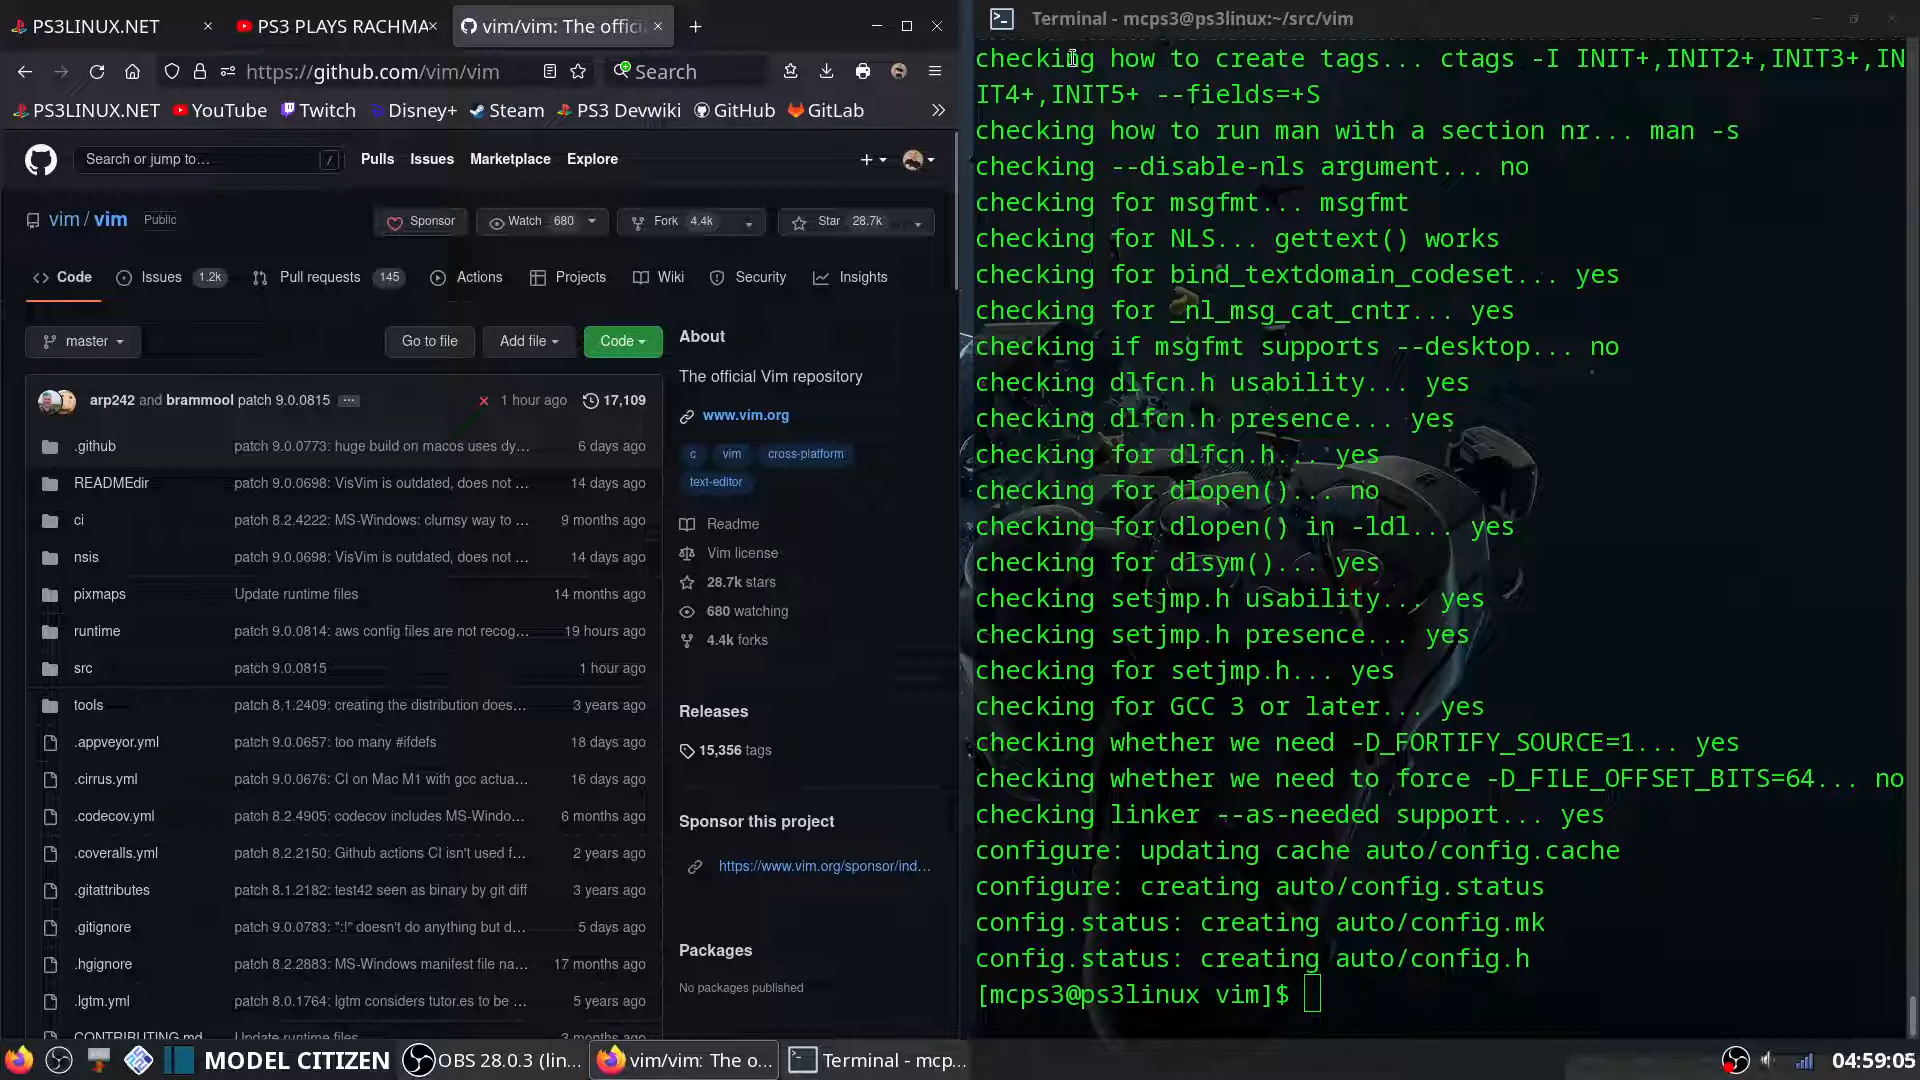 PS3LINUX.NET × PS3 PLAYS RACHMA × vim/vim: The offici × +
https://github.com/vim/vim Search
PS3LINUX.NET YouTube Twitch Disney+ Steam PS3 Devwiki GitHub GitLab »
Search or jump to… / Pulls Issues Marketplace Explore
vim / vim Public Sponsor Watch 680 Fork 4.4k Star 28.7k
Code Issues 1.2k Pull requests 145 Actions Projects Wiki Security Insights
master Go to file Add file Code
arp242 and brammool patch 9.0.0815 ··· × 1 hour ago 17,109
.github patch 9.0.0773: huge build on macos uses dy… 6 days ago
READMEdir patch 9.0.0698: VisVim is outdated, does not … 14 days ago
ci patch 8.2.4222: MS-Windows: clumsy way to … 9 months ago
nsis patch 9.0.0698: VisVim is outdated, does not … 14 days ago
pixmaps Update runtime files 14 months ago
runtime patch 9.0.0814: aws config files are not recog… 19 hours ago
src patch 9.0.0815 1 hour ago
tools patch 8.1.2409: creating the distribution does… 3 years ago
.appveyor.yml patch 9.0.0657: too many #ifdefs 18 days ago
.cirrus.yml patch 9.0.0676: CI on Mac M1 with gcc actua… 16 days ago
.codecov.yml patch 8.2.4905: codecov includes MS-Windo… 6 months ago
.coveralls.yml patch 8.2.2150: Github actions CI isn't used f… 2 years ago
.gitattributes patch 8.1.2182: test42 seen as binary by git diff 3 years ago
.gitignore patch 9.0.0783: ":!" doesn't do anything but d… 5 days ago
.hgignore patch 8.2.2883: MS-Windows manifest file na… 17 months ago
.lgtm.yml patch 8.0.1764: lgtm considers tutor.es to be … 5 years ago
CONTRIBUTING.md Update runtime files 3 months ago
About
The official Vim repository
www.vim.org
c vim cross-platform
text-editor
Readme
Vim license
28.7k stars
680 watching
4.4k forks
Releases
15,356 tags
Sponsor this project
https://www.vim.org/sponsor/ind…
Packages
No packages published
Terminal - mcps3@ps3linux:~/src/vim
checking how to create tags... ctags -I INIT+,INIT2+,INIT3+,IN
IT4+,INIT5+ --fields=+S
checking how to run man with a section nr... man -s
checking --disable-nls argument... no
checking for msgfmt... msgfmt
checking for NLS... gettext() works
checking for bind_textdomain_codeset... yes
checking for _nl_msg_cat_cntr... yes
checking if msgfmt supports --desktop... no
checking dlfcn.h usability... yes
checking dlfcn.h presence... yes
checking for dlfcn.h... yes
checking for dlopen()... no
checking for dlopen() in -ldl... yes
checking for dlsym()... yes
checking setjmp.h usability... yes
checking setjmp.h presence... yes
checking for setjmp.h... yes
checking for GCC 3 or later... yes
checking whether we need -D_FORTIFY_SOURCE=1... yes
checking whether we need to force -D_FILE_OFFSET_BITS=64... no
checking linker --as-needed support... yes
configure: updating cache auto/config.cache
configure: creating auto/config.status
config.status: creating auto/config.mk
config.status: creating auto/config.h
[mcps3@ps3linux vim]$
MODEL CITIZEN OBS 28.0.3 (lin... vim/vim: The o... Terminal - mcp... 04:59:05